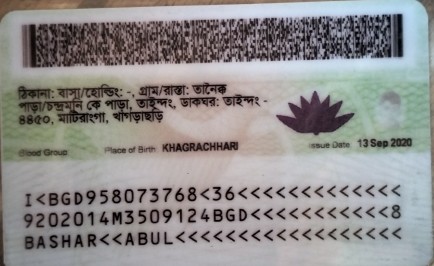 ঠিকানা: বাসা/হোল্ডিং: -, গ্রাম/রাস্তা: তানৈক্ক
পাড়া/চন্দ্রমনি কে পাড়া, তাইন্দং, ডাকঘর: তাইন্দং -
৪৪৫০, মাটিরাংগা, খাগড়াছড়ি
Blood Group Place of Birth KHAGRACHHARI Issue Date 13 Sep 2020
I<BGD958073768<36<<<<<<<<<<<<<
9202014M3509124BGD<<<<<<<<<<<8
BASHAR<<ABUL<<<<<<<<<<<<<<<<<<